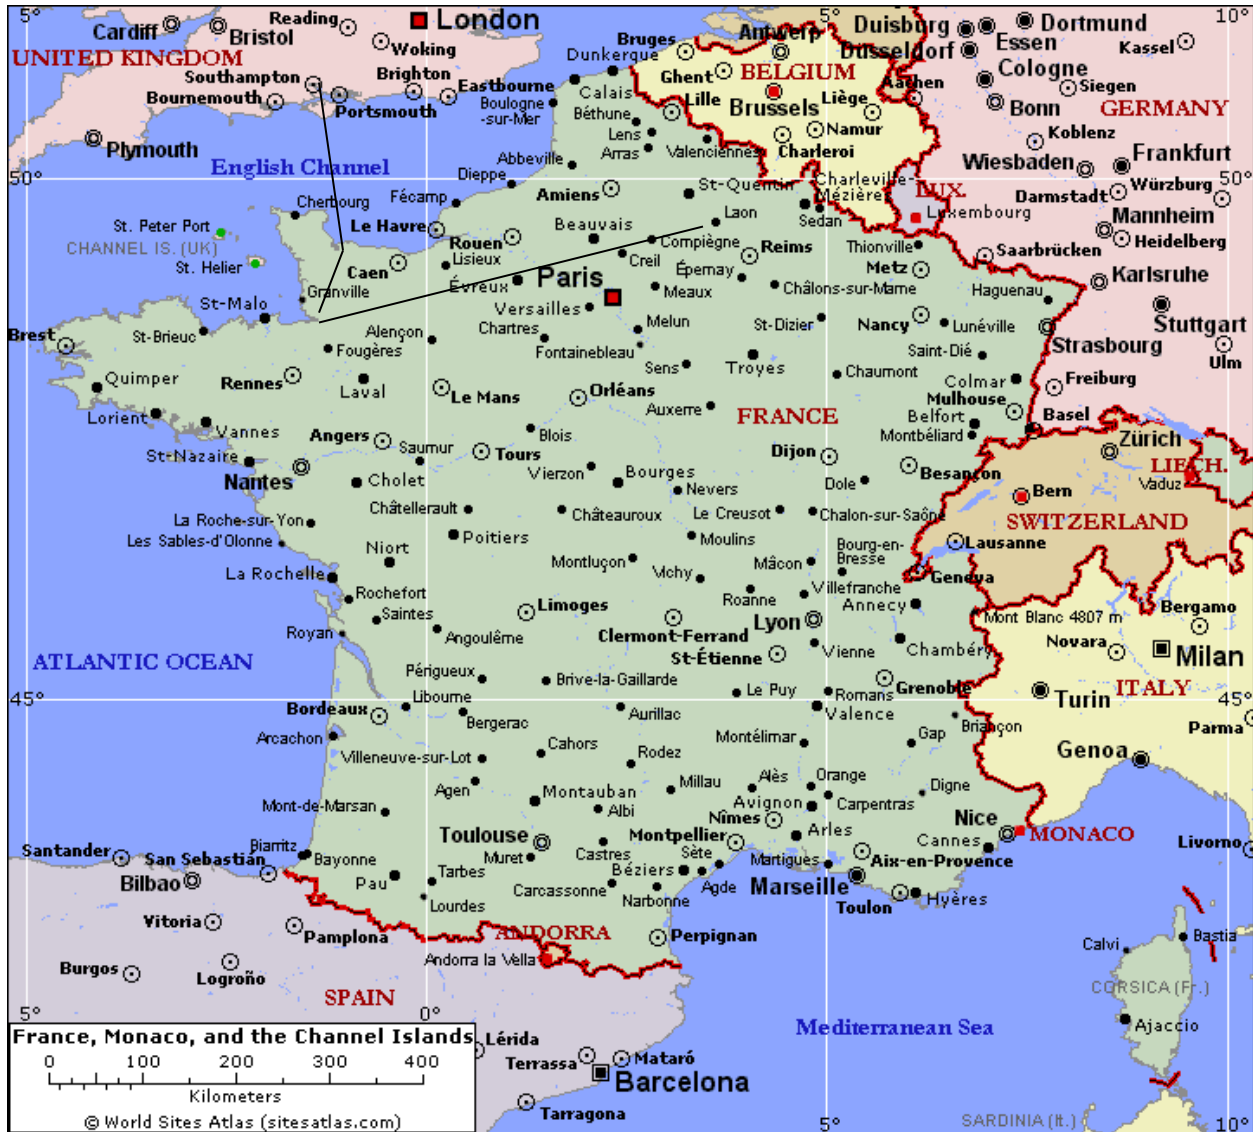 London
Cardiff
Bristol
Reading
Woking
UNITED KINGDOM
Southampton
Bournemouth
Portsmouth
Brighton
Eastbourne
Plymouth
English Channel
St. Peter Port
CHANNEL IS. (UK)
St. Helier
Cherbourg
Granville
St-Malo
St-Brieuc
Brest
Quimper
Lorient
Vannes
St-Nazaire
Nantes
Rennes
Fougères
Laval
Angers
Saumur
Cholet
Alençon
Le Mans
Caen
Le Havre
Lisieux
Fécamp
Dieppe
Rouen
Évreux
Abbeville
Amiens
Beauvais
Dunkerque
Calais
Boulogne
-sur-Mer
Béthune
Lens
Arras
Lille
Valenciennes
St-Quentin
Laon
Compiègne
Creil
Paris
Versailles
Meaux
Melun
Fontainebleau
Chartres
Épernay
Reims
Charleville-
Mézières
Sedan
Châlons-sur-Marne
St-Dizier
Troyes
Sens
Auxerre
Orléans
Blois
Tours
Vierzon
Bourges
Nevers
Châteauroux
Châtellerault
Poitiers
FRANCE
Thionville
Metz
Nancy
Lunéville
Haguenau
Strasbourg
Saint-Dié
Colmar
Chaumont
Mulhouse
Belfort
Montbéliard
Basel
Dijon
Dole
Besançon
Le Creusot
Chalon-sur-Saône
Moulins
Montluçon
Vichy
Mâcon
Bourg-en-
Bresse
Villefranche
Roanne
Lyon
Vienne
Annecy
Chambéry
Mont Blanc 4807 m
Clermont-Ferrand
St-Étienne
Limoges
Le Puy
Romans
Valence
Grenoble
Briançon
Gap
Montélimar
La Roche-sur-Yon
Les Sables-d'Olonne
Niort
La Rochelle
Rochefort
Saintes
Royan
Angoulême
Périgueux
Brive-la-Gaillarde
Libourne
Bordeaux
Bergerac
Arcachon
Aurillac
Cahors
Rodez
Villeneuve-sur-Lot
Agen
Montauban
Millau
Albi
Mont-de-Marsan
Alès
Orange
Avignon
Carpentras
Digne
Nîmes
Montpellier
Arles
Nice
Cannes
MONACO
Aix-en-Provence
Martigues
Marseille
Toulon
Hyères
Toulouse
Muret
Castres
Sète
Béziers
Agde
Carcassonne
Narbonne
Perpignan
Biarritz
Bayonne
Pau
Tarbes
Lourdes
ATLANTIC OCEAN
Santander
San Sebastián
Bilbao
Vitoria
Pamplona
Burgos
Logroño
SPAIN
ANDORRA
Andorra la Vella
Lérida
Terrassa
Mataró
Barcelona
Tarragona
Mediterranean Sea
Calvi
Bastia
CORSICA (Fr.)
Ajaccio
SARDINIA (It.)
Bruges
Antwerp
Ghent
BELGIUM
Brussels
Liège
Namur
Charleroi
LUX.
Luxembourg
Duisburg
Dortmund
Essen
Düsseldorf
Kassel
Cologne
Aachen
Siegen
Bonn
GERMANY
Koblenz
Wiesbaden
Frankfurt
Darmstadt
Würzburg
Mannheim
Heidelberg
Saarbrücken
Karlsruhe
Stuttgart
Ulm
Freiburg
Zürich
LIECH.
Vaduz
Bern
SWITZERLAND
Lausanne
Geneva
Bergamo
Novara
Milan
Turin
ITALY
Parma
Genoa
Livorno
5°
5°
10°
50°
50°
45°
45°
5°
0°
5°
10°
France, Monaco, and the Channel Islands
0 100 200 300 400
Kilometers
© World Sites Atlas (sitesatlas.com)